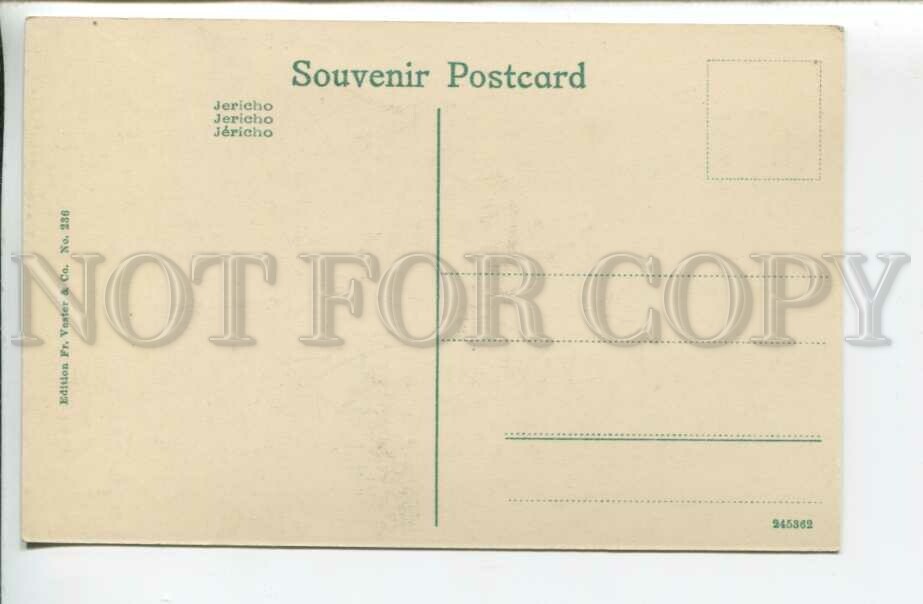 Souvenir Postcard
Jericho
Jericho
Jéricho
Edition Fr. Vester & Co. No. 236
NOT FOR COPY
245362